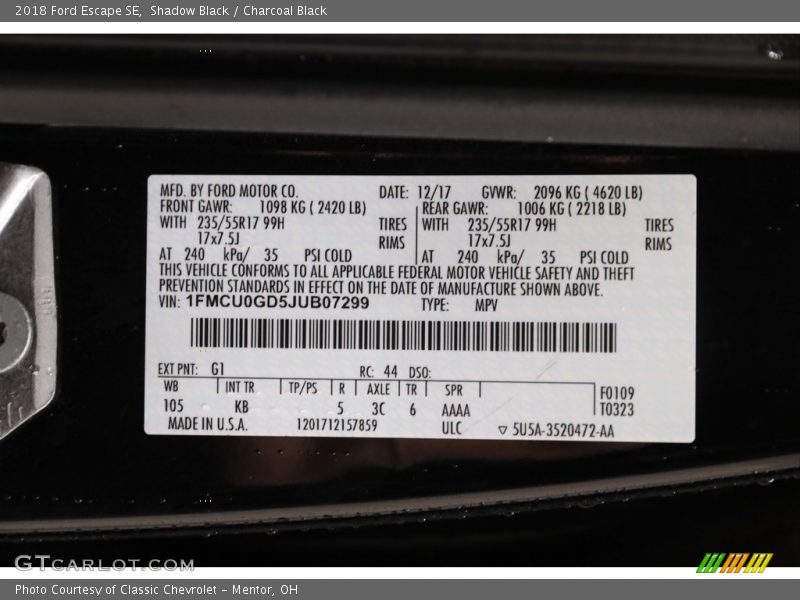 2018 Ford Escape SE, Shadow Black / Charcoal Black
MFD. BY FORD MOTOR CO. DATE: 12/17 GVWR: 2096 KG ( 4620 LB)
FRONT GAWR: 1098 KG ( 2420 LB) REAR GAWR: 1006 KG ( 2218 LB)
WITH 235/55R17 99H TIRES WITH 235/55R17 99H TIRES
17x7.5J RIMS 17x7.5J RIMS
AT 240 kPa/ 35 PSI COLD AT 240 kPa/ 35 PSI COLD
THIS VEHICLE CONFORMS TO ALL APPLICABLE FEDERAL MOTOR VEHICLE SAFETY AND THEFT
PREVENTION STANDARDS IN EFFECT ON THE DATE OF MANUFACTURE SHOWN ABOVE.
VIN: 1FMCU0GD5JUB07299 TYPE: MPV
EXT PNT: G1 RC: 44 DSO:
WB INT TR TP/PS R AXLE TR SPR F0109
105 KB 5 3C 6 AAAA T0323
MADE IN U.S.A. 1201712157859 ULC ▽ 5U5A-3520472-AA
GTCARLOT.COM
Photo Courtesy of Classic Chevrolet - Mentor, OH